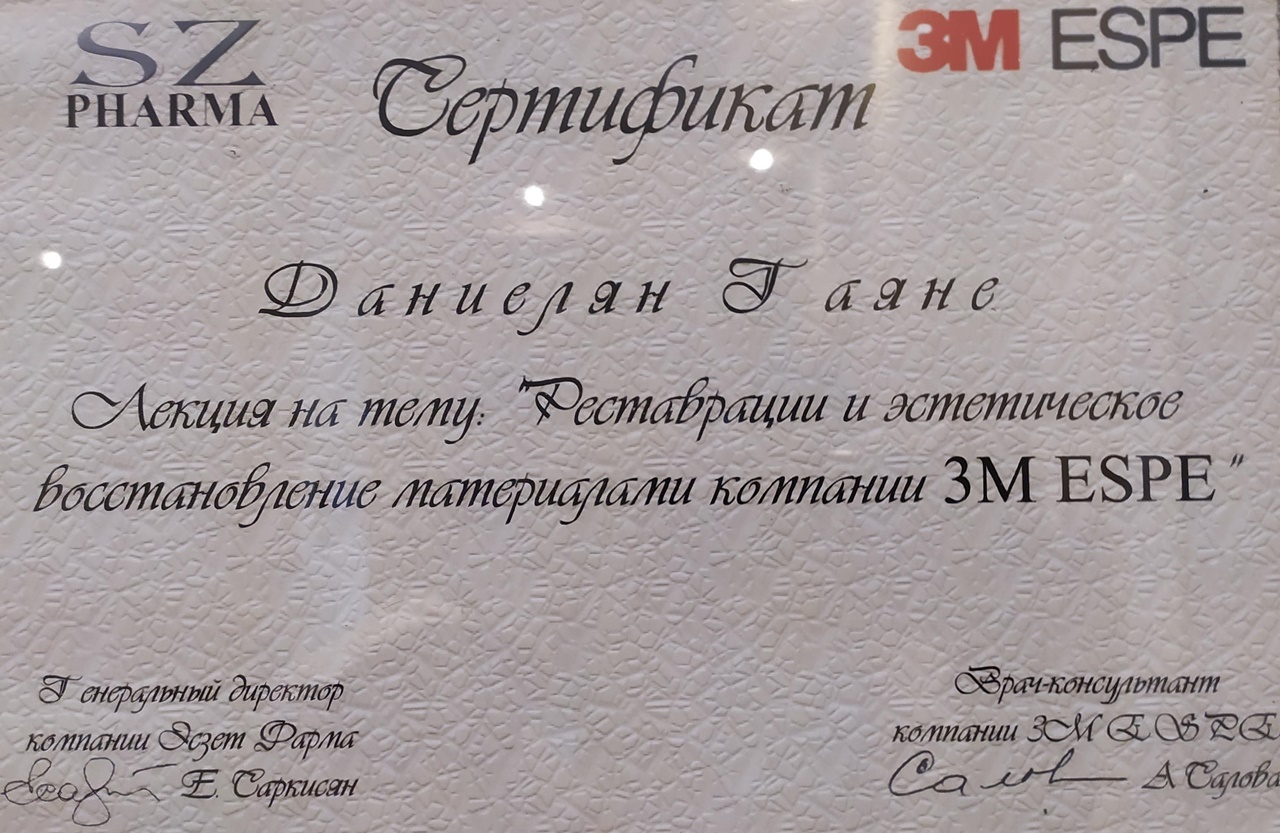 SZ
PHARMA
3M ESPE
Сертификат
Даниелян Гаяне
Лекция на тему: "Реставрации и эстетическое
восстановление материалами компании 3M ESPE"
Генеральный директор
компании Эсзет Фарма
Е. Саркисян
Врач-консультант
компании 3M ESPE
А Салова